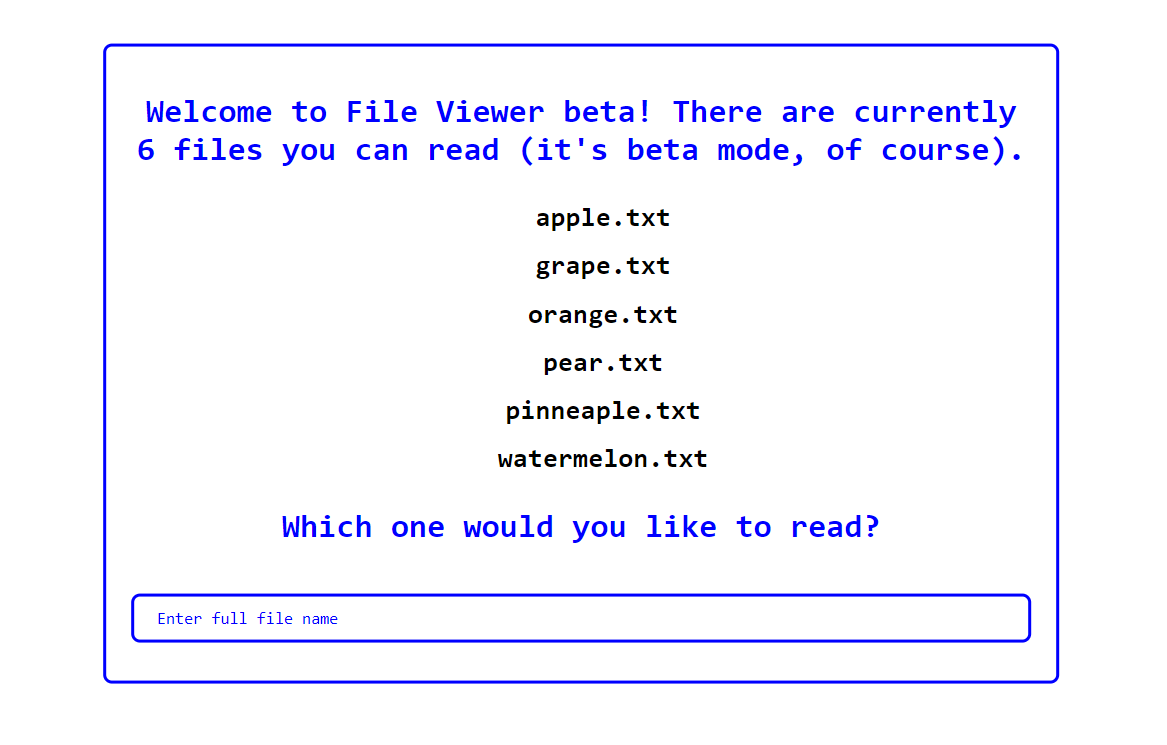 Welcome to File Viewer beta! There are currently
6 files you can read (it's beta mode, of course).
apple.txt
grape.txt
orange.txt
pear.txt
pinneaple.txt
watermelon.txt
Which one would you like to read?
Enter full file name